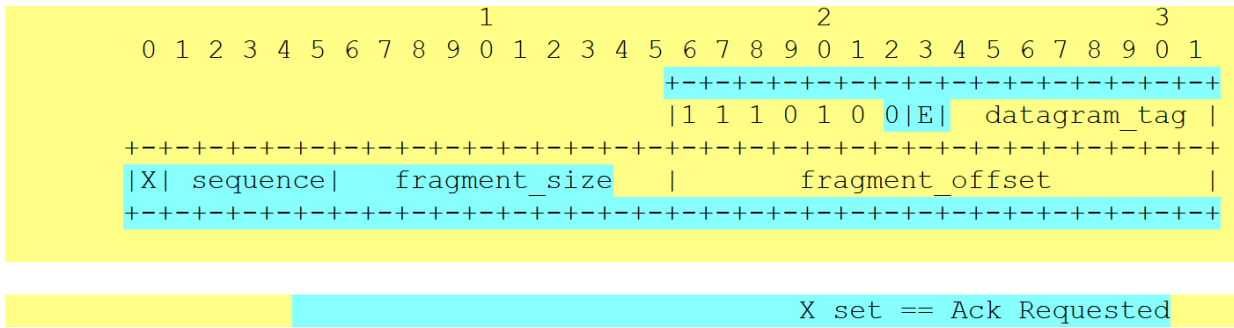 1                   2                   3
 0 1 2 3 4 5 6 7 8 9 0 1 2 3 4 5 6 7 8 9 0 1 2 3 4 5 6 7 8 9 0 1
                                +-+-+-+-+-+-+-+-+-+-+-+-+-+-+-+-+
                                |1 1 1 0 1 0 0|E|  datagram_tag |
+-+-+-+-+-+-+-+-+-+-+-+-+-+-+-+-+-+-+-+-+-+-+-+-+-+-+-+-+-+-+-+-+
|X| sequence|   fragment_size   |       fragment_offset         |
+-+-+-+-+-+-+-+-+-+-+-+-+-+-+-+-+-+-+-+-+-+-+-+-+-+-+-+-+-+-+-+-+
X set == Ack Requested